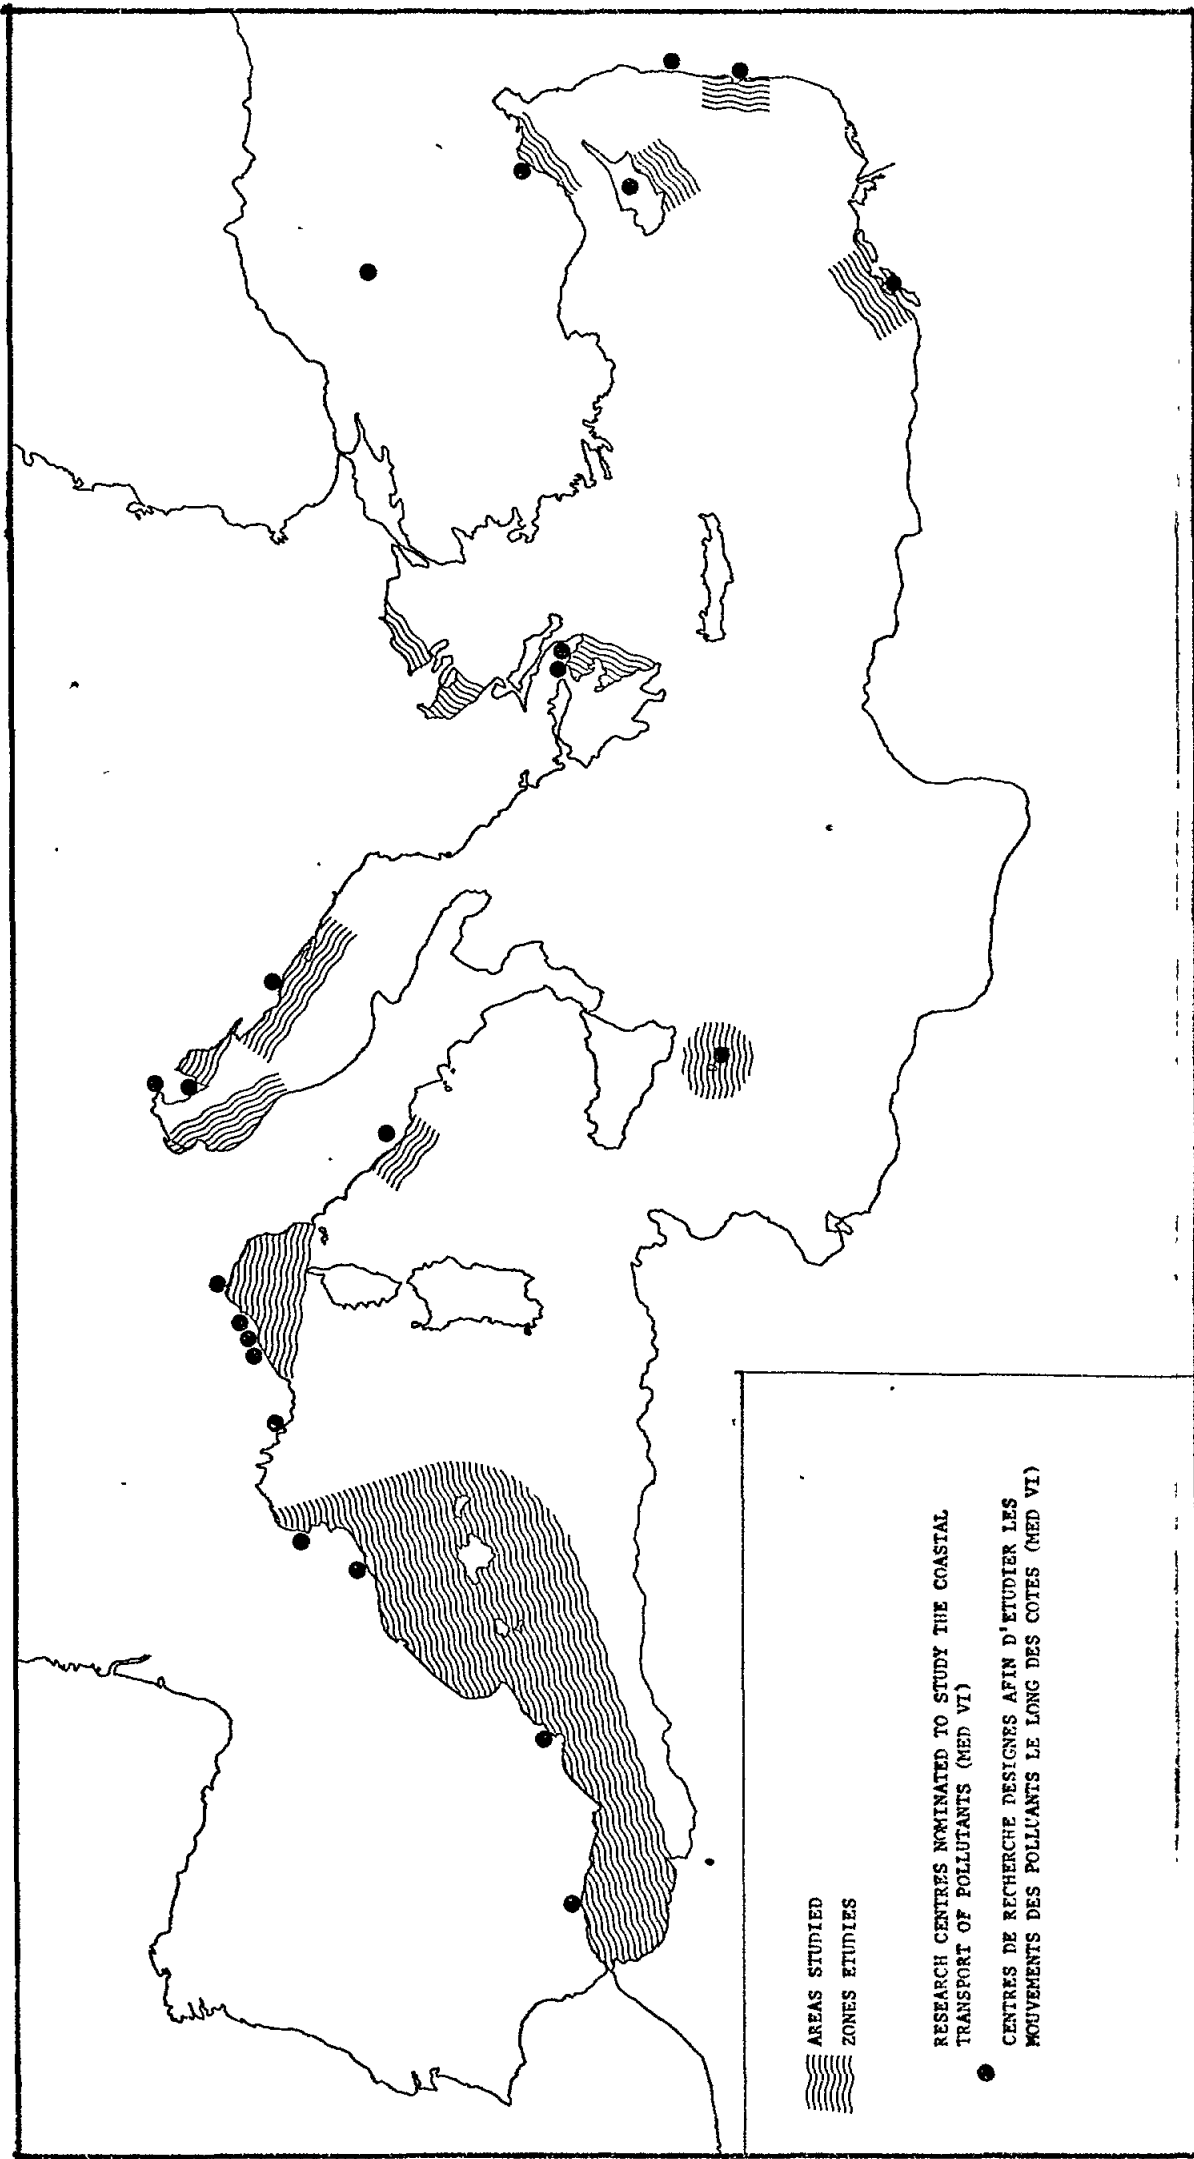 AREAS STUDIED
ZONES ETUDIES
RESEARCH CENTRES NOMINATED TO STUDY THE COASTAL
TRANSPORT OF POLLUTANTS (MED VI)
CENTRES DE RECHERCHE DESIGNES AFIN D'ETUDIER LES
MOUVEMENTS DES POLLUANTS LE LONG DES COTES (MED VI)